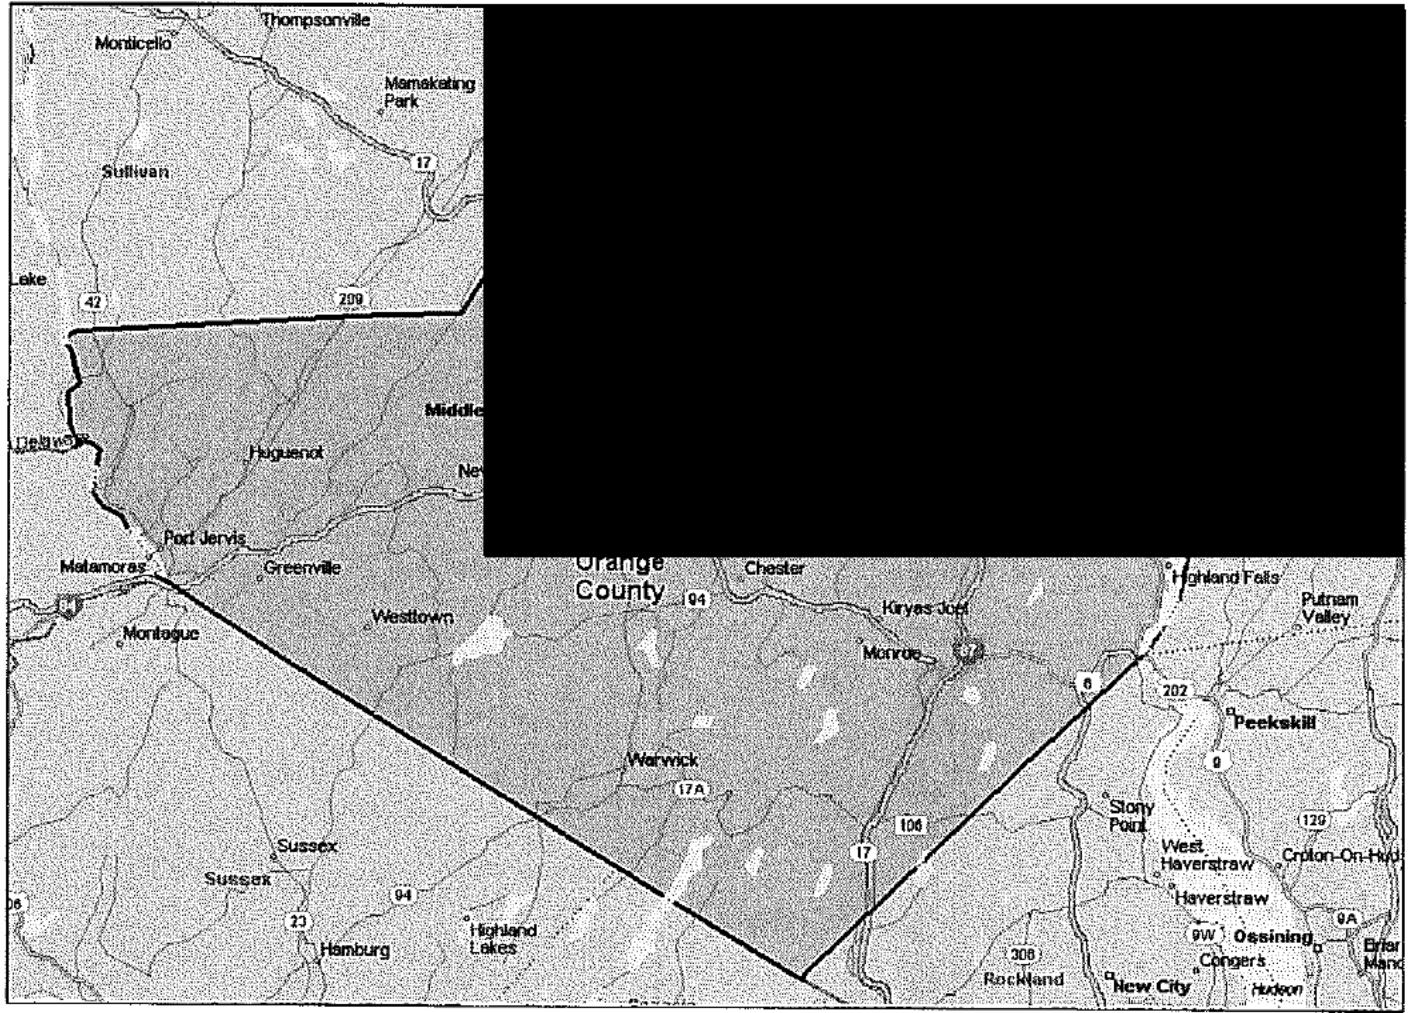 Thompsonville
Monticello
Mamakating
Park
17
Sullivan
Lake
42
209
Middle
Huguenot
Nev
Port Jervis
Matamoras
Greenville
Orange
County
Chester
Highland Falls
94
Kiryas Joel
Putnam
Valley
Westtown
Montague
Monroe
6
202
Peekskill
Warwick
9
17A
Stony
Point
106
129
17
West
Haverstraw
Croton-On-Hud
Sussex
Sussex
94
Haverstraw
06
23
Highland
Lakes
9A
9W
Ossining
Hamburg
Briar
Manc
306
Congers
Rockland
New City
Hudson